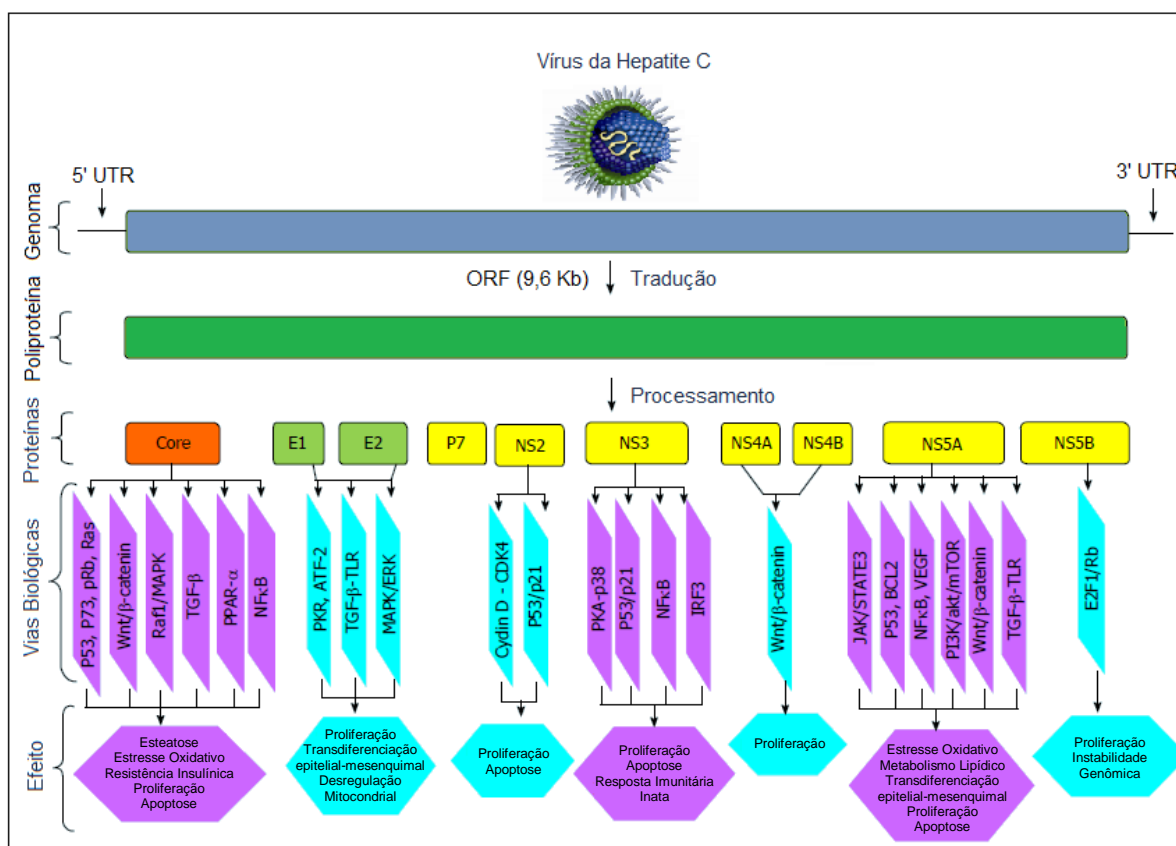 Vírus da Hepatite C
5' UTR
3' UTR
Genoma
ORF (9,6 Kb)
Tradução
Poliproteína
Processamento
Proteínas
Core
E1
E2
P7
NS2
NS3
NS4A
NS4B
NS5A
NS5B
Vias Biológicas
P53, P73, pRb, Ras
Wnt/β-catenin
Raf1/MAPK
TGF-β
PPAR-α
NFκB
PKR, ATF-2
TGF-β-TLR
MAPK/ERK
Cydin D - CDK4
P53/p21
PKA-p38
P53/p21
NFκB
IRF3
Wnt/β-catenin
JAK/STATE3
P53, BCL2
NFκB, VEGF
PI3K/akt/mTOR
Wnt/β-catenin
TGF-β-TLR
E2F1/Rb
Efeito
Esteatose
Estresse Oxidativo
Resistência Insulínica
Proliferação
Apoptose
Proliferação
Transdiferenciação
epitelial-mesenquimal
Desregulação
Mitocondrial
Proliferação
Apoptose
Proliferação
Apoptose
Resposta Imunitária
Inata
Proliferação
Estresse Oxidativo
Metabolismo Lipídico
Transdiferenciação
epitelial-mesenquimal
Proliferação
Apoptose
Proliferação
Instabilidade
Genômica